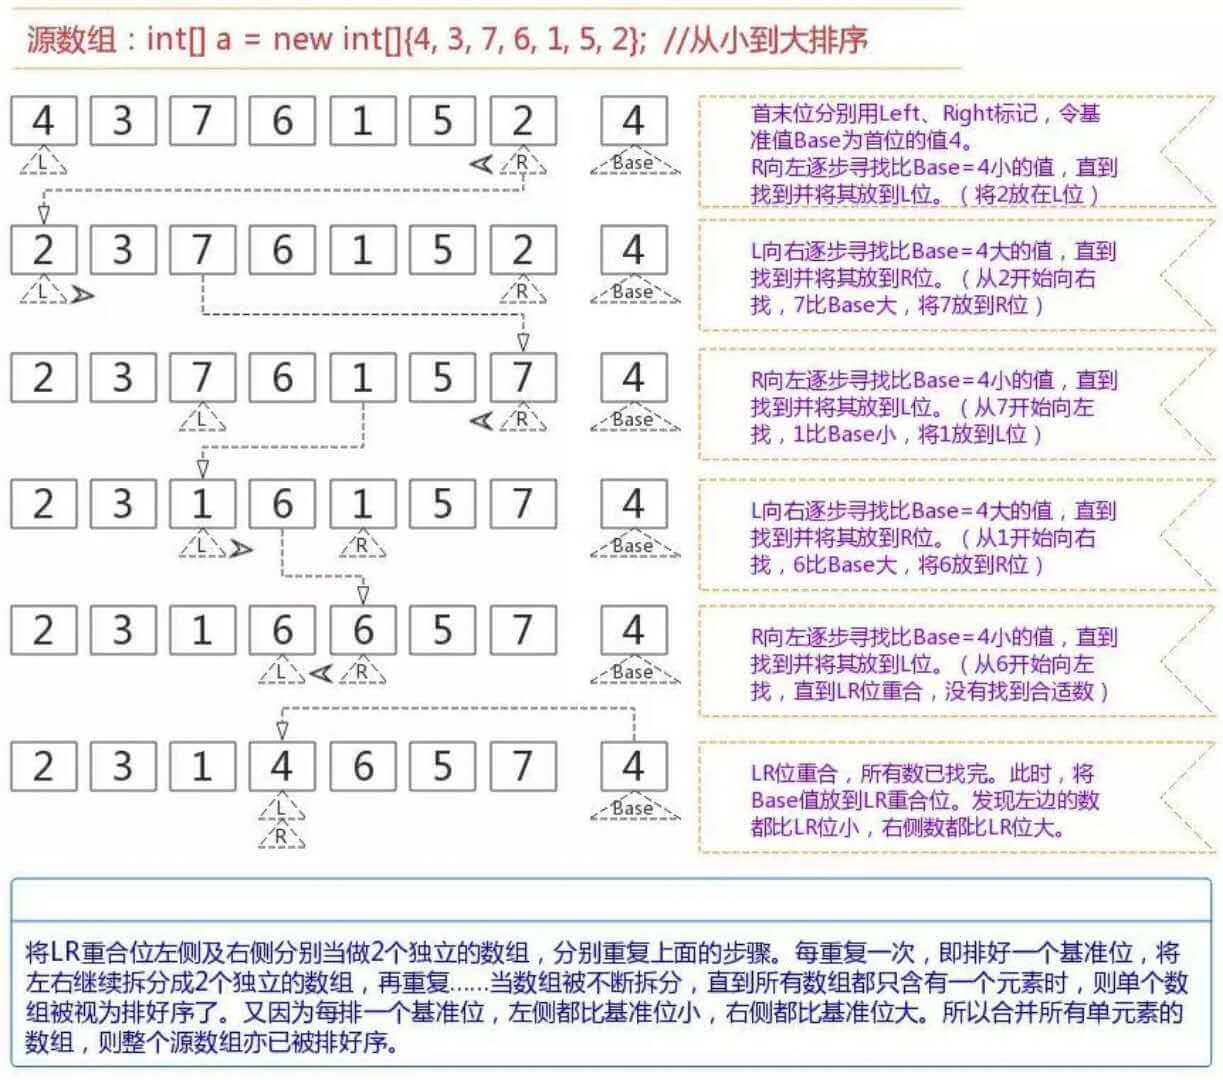 源数组：int[] a = new int[]{4, 3, 7, 6, 1, 5, 2};  //从小到大排序
4 3 7 6 1 5 2 4
L R Base
首末位分别用Left、Right标记，令基
准值Base为首位的值4。
R向左逐步寻找比Base=4小的值，直到
找到并将其放到L位。（将2放在L位）
2 3 7 6 1 5 2 4
L R Base
L向右逐步寻找比Base=4大的值，直到
找到并将其放到R位。（从2开始向右
找，7比Base大，将7放到R位）
2 3 7 6 1 5 7 4
L R Base
R向左逐步寻找比Base=4小的值，直到
找到并将其放到L位。（从7开始向左
找，1比Base小，将1放到L位）
2 3 1 6 1 5 7 4
L R Base
L向右逐步寻找比Base=4大的值，直到
找到并将其放到R位。（从1开始向右
找，6比Base大，将6放到R位）
2 3 1 6 6 5 7 4
L R Base
R向左逐步寻找比Base=4小的值，直到
找到并将其放到L位。（从6开始向左
找，直到LR位重合，没有找到合适数）
2 3 1 4 6 5 7 4
L Base
R
LR位重合，所有数已找完。此时，将
Base值放到LR重合位。发现左边的数
都比LR位小，右侧数都比LR位大。
将LR重合位左侧及右侧分别当做2个独立的数组，分别重复上面的步骤。每重复一次，即排好一个基准位，将
左右继续拆分成2个独立的数组，再重复……当数组被不断拆分，直到所有数组都只含有一个元素时，则单个数
组被视为排好序了。又因为每排一个基准位，左侧都比基准位小，右侧都比基准位大。所以合并所有单元素的
数组，则整个源数组亦已被排好序。